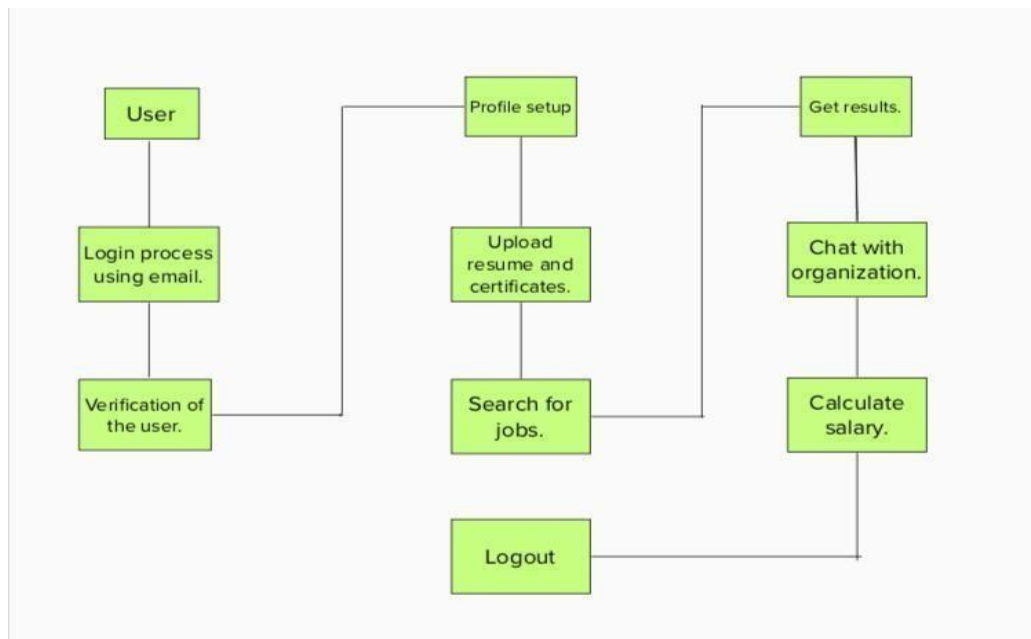 User
Login process
using email.
Verification of
the user.
Profile setup
Upload
resume and
certificates.
Search for
jobs.
Get results.
Chat with
organization.
Calculate
salary.
Logout